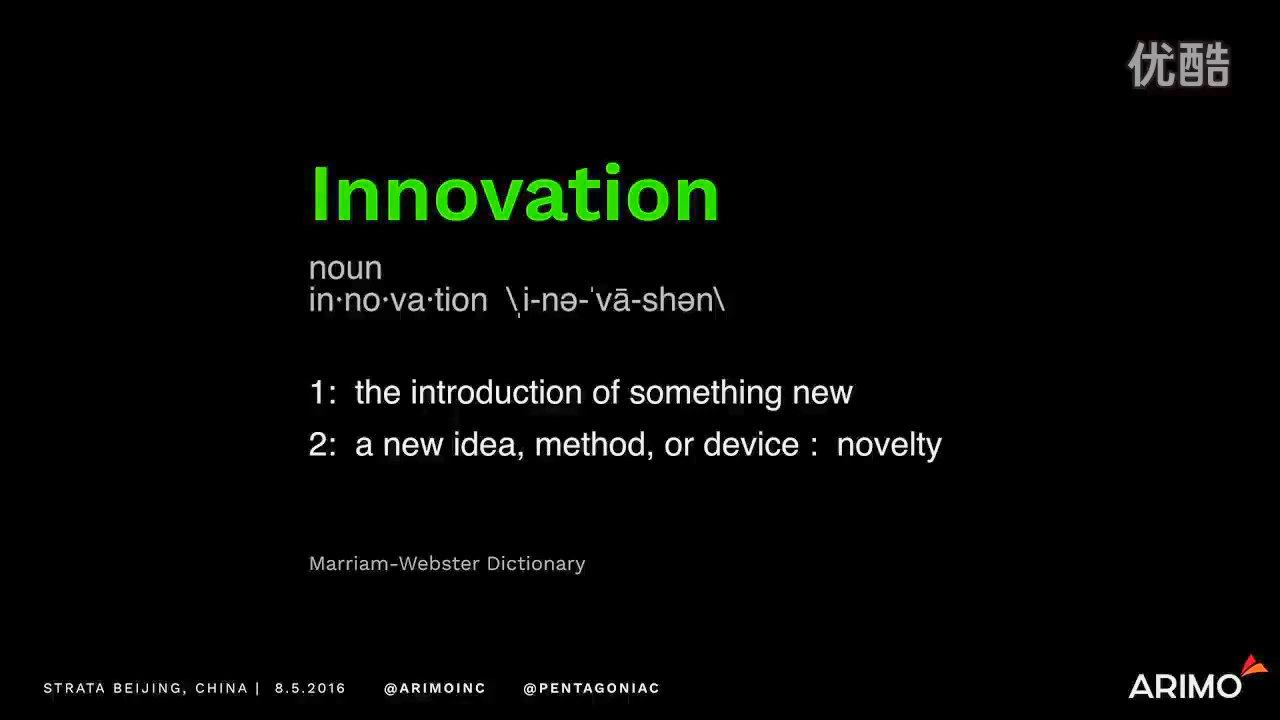 优酷
Innovation
noun
in·no·va·tion \ˌi-nə-ˈvā-shən\
1: the introduction of something new
2: a new idea, method, or device : novelty
Marriam-Webster Dictionary
STRATA BEIJING, CHINA | 8.5.2016 @ARIMOINC @PENTAGONIAC
ARIMO